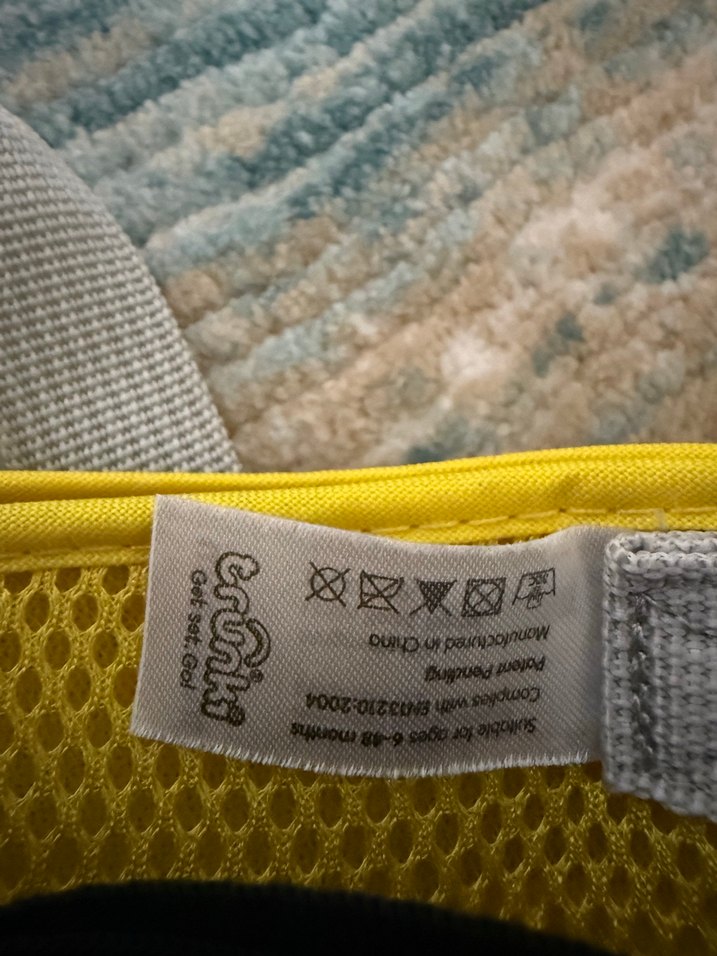 trunki
Get set, Go!
Suitable for ages 6-48 months
Complies with EN13210:2004
Patent Pending
Manufactured in China